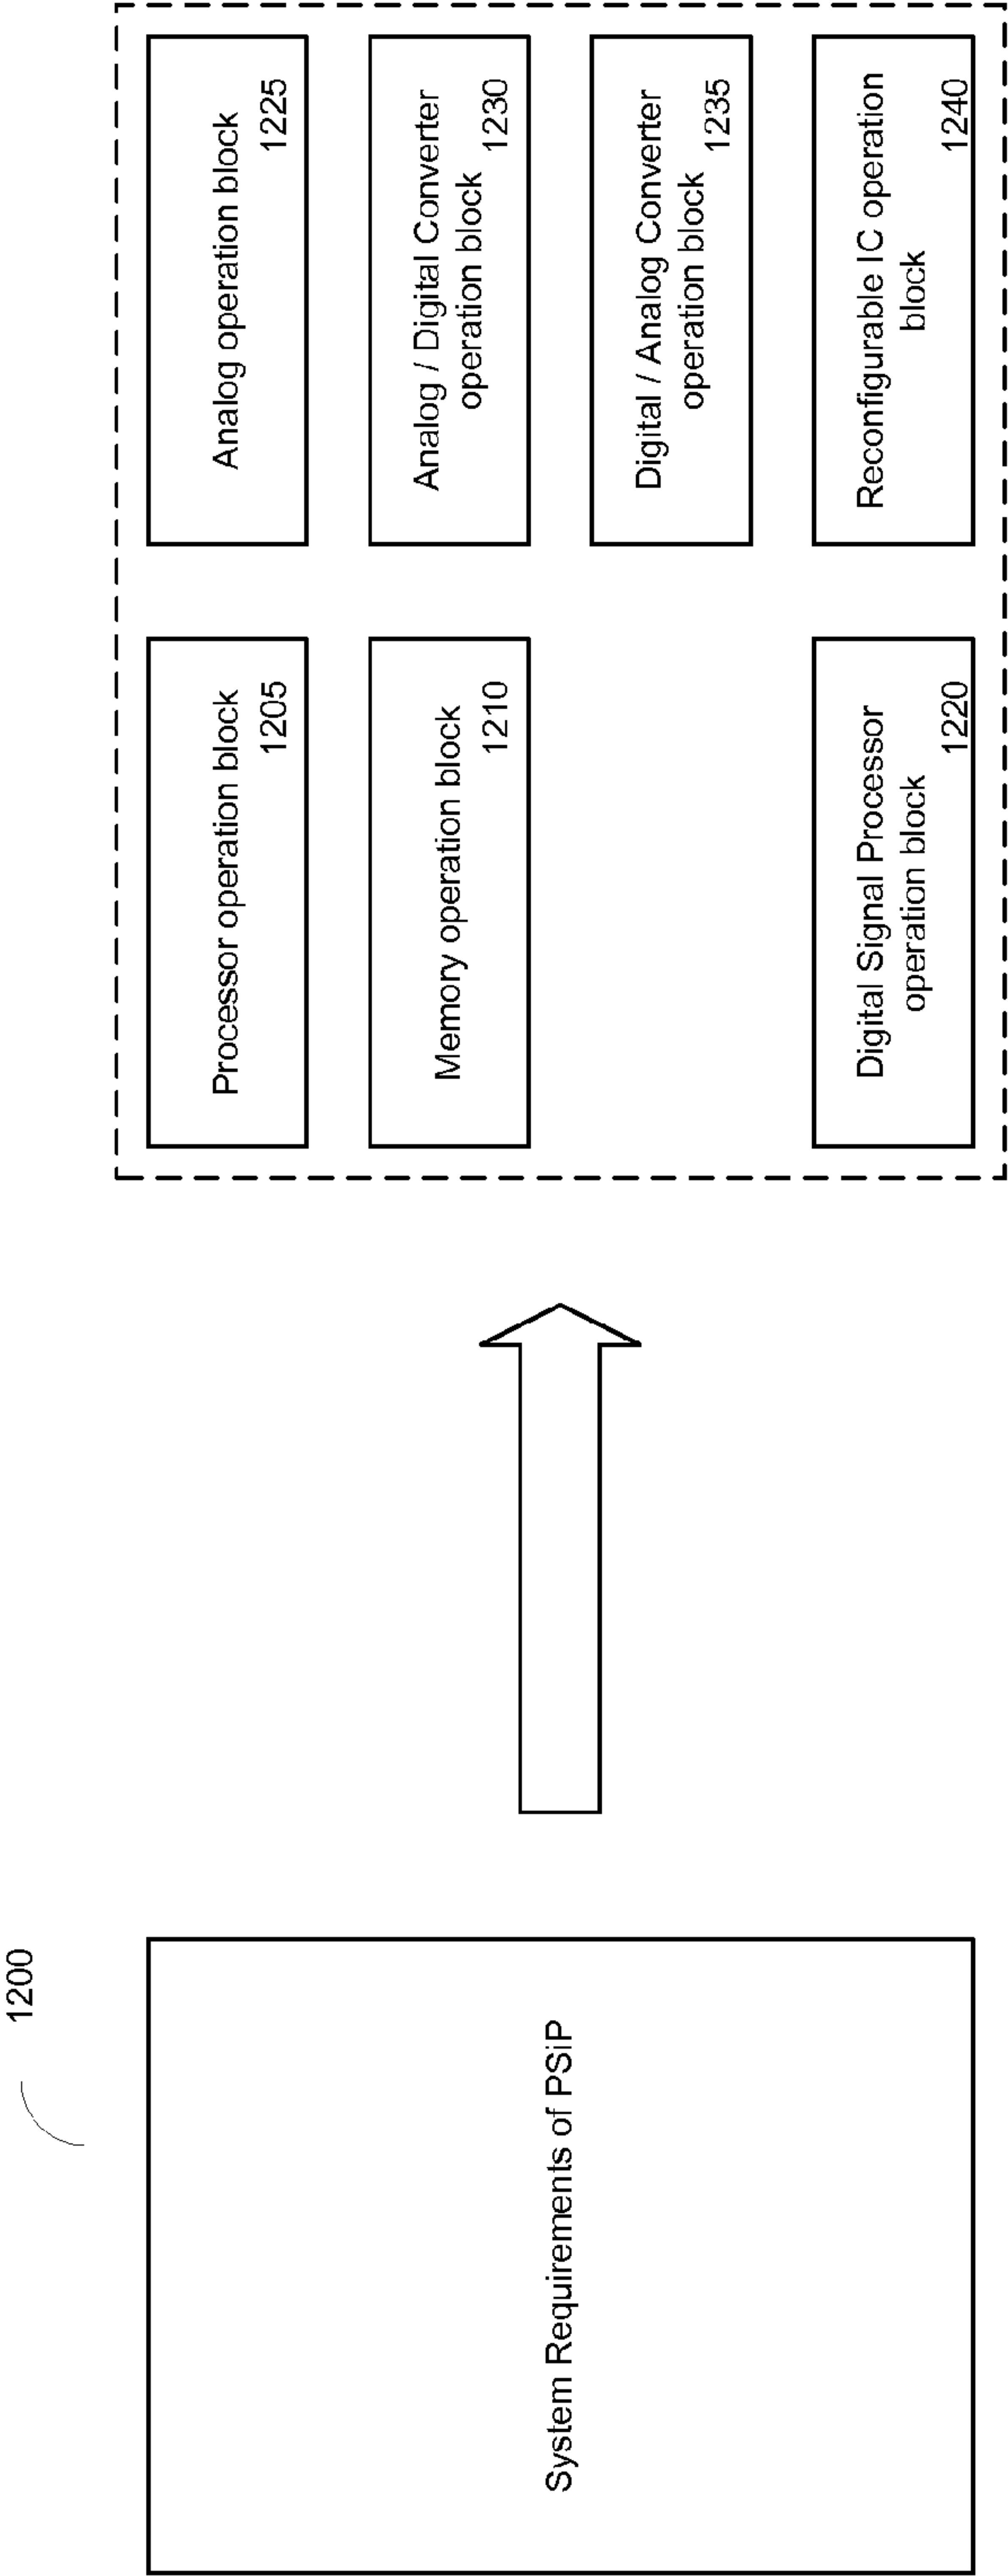 1200
System Requirements of PSiP
Processor operation block
1205
Memory operation block
1210
Digital Signal Processor
operation block
1220
Analog operation block
1225
Analog / Digital Converter
operation block
1230
Digital / Analog Converter
operation block
1235
Reconfigurable IC operation
block
1240